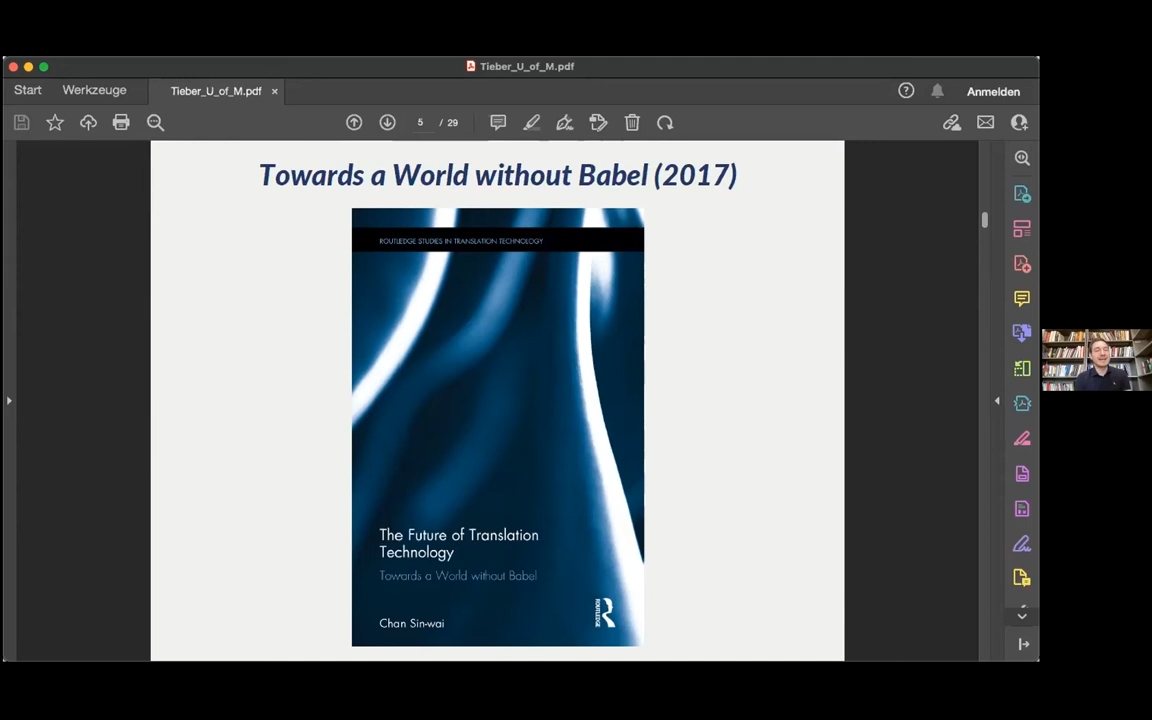 Tieber_U_of_M.pdf
Start
Werkzeuge
Tieber_U_of_M.pdf ×
Anmelden
5 / 29
Towards a World without Babel (2017)
ROUTLEDGE STUDIES IN TRANSLATION TECHNOLOGY
The Future of Translation
Technology
Towards a World without Babel
Chan Sin-wai
ROUTLEDGE